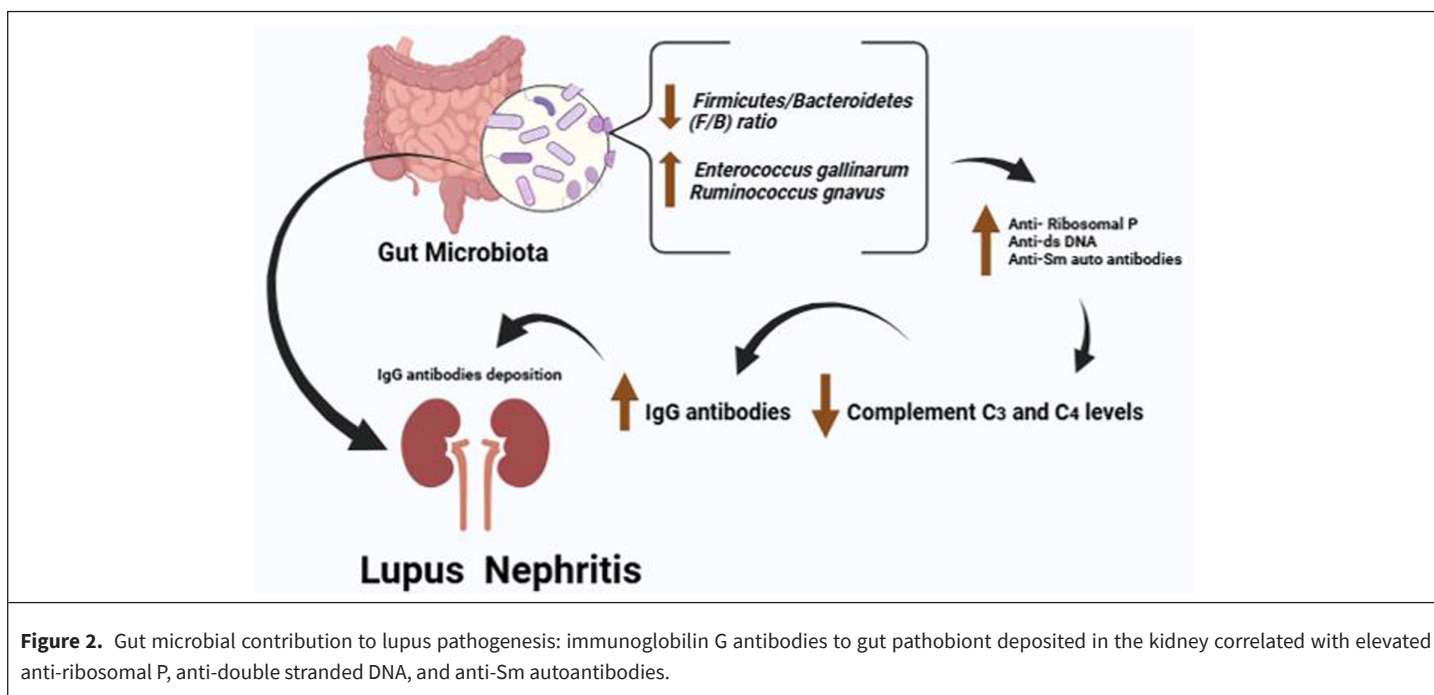 Firmicutes/Bacteroidetes
(F/B) ratio
Enterococcus gallinarum
Ruminococcus gnavus
Gut Microbiota
Anti- Ribosomal P
Anti-ds DNA
Anti-Sm auto antibodies
IgG antibodies deposition
IgG antibodies
Complement C3 and C4 levels
Lupus Nephritis
Figure 2. Gut microbial contribution to lupus pathogenesis: immunoglobilin G antibodies to gut pathobiont deposited in the kidney correlated with elevated
anti-ribosomal P, anti-double stranded DNA, and anti-Sm autoantibodies.